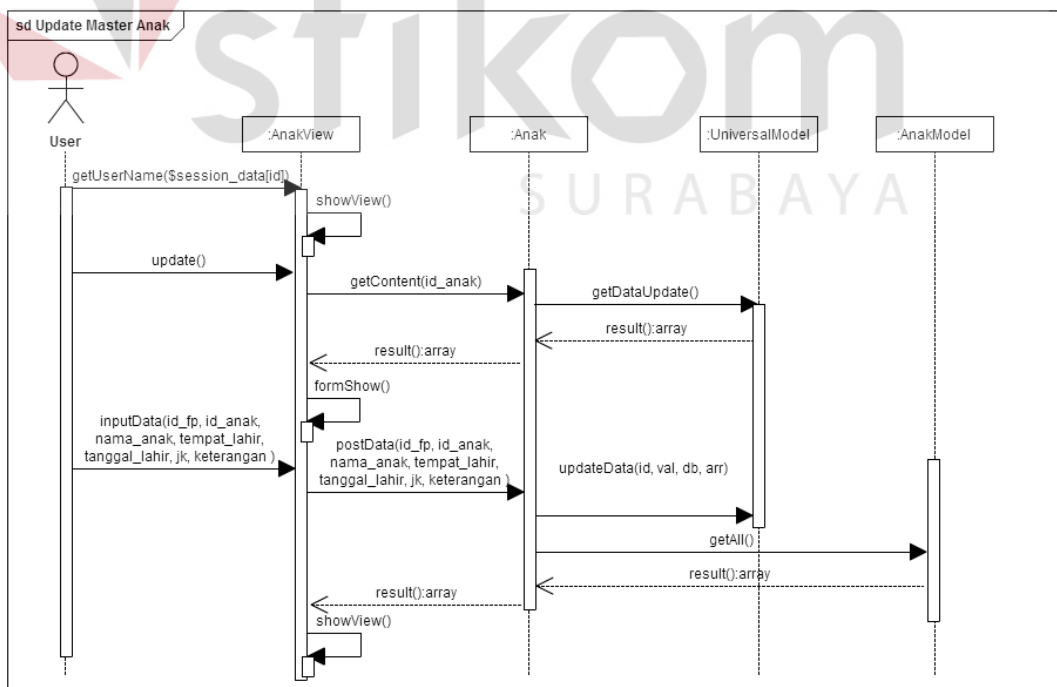 sd Update Master Anak
stikom
SURABAYA
User
:AnakView
:Anak
:UniversalModel
:AnakModel
getUserName($session_data[id])
showView()
update()
getContent(id_anak)
getDataUpdate()
result():array
result():array
formShow()
inputData(id_fp, id_anak,
nama_anak, tempat_lahir,
tanggal_lahir, jk, keterangan )
postData(id_fp, id_anak,
nama_anak, tempat_lahir,
tanggal_lahir, jk, keterangan )
updateData(id, val, db, arr)
getAll()
result():array
result():array
showView()